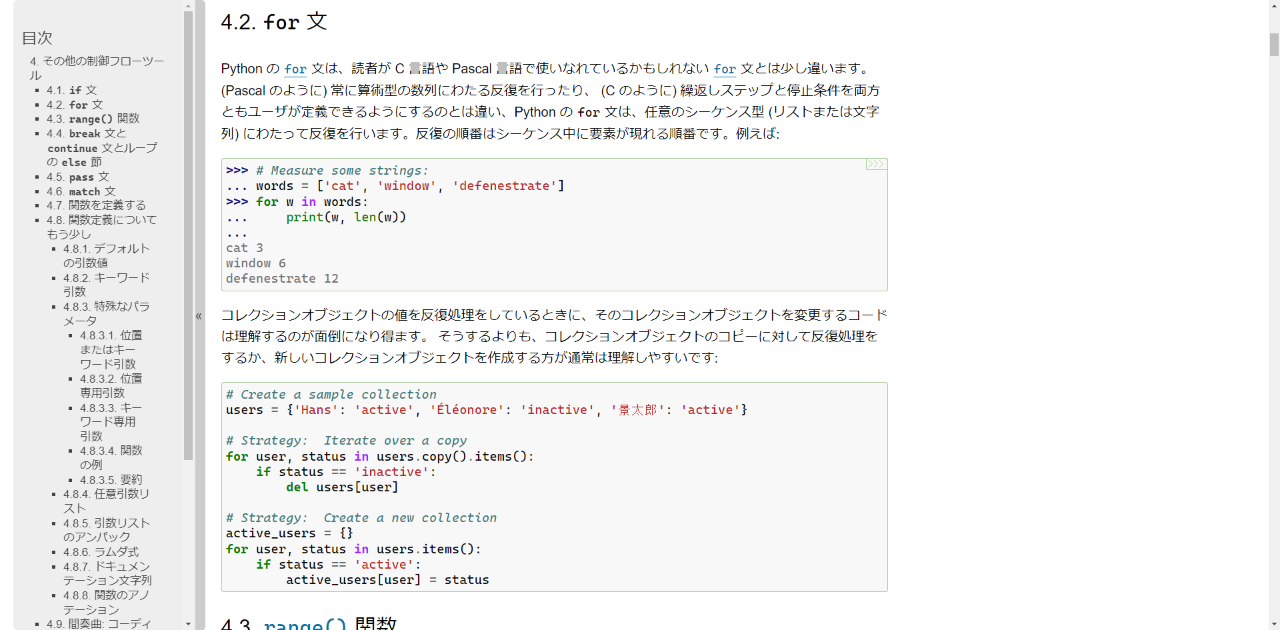 目次
4. その他の制御フローツー
ル
4.1. if 文
4.2. for 文
4.3. range() 関数
4.4. break 文と
continue 文とループ
の else 節
4.5. pass 文
4.6. match 文
4.7. 関数を定義する
4.8. 関数定義について
もう少し
4.8.1. デフォルト
の引数値
4.8.2. キーワード
引数
4.8.3. 特殊なパラ
メータ
4.8.3.1. 位置
またはキー
ワード引数
4.8.3.2. 位置
専用引数
4.8.3.3. キー
ワード専用
引数
4.8.3.4. 関数
の例
4.8.3.5. 要約
4.8.4. 任意引数リ
スト
4.8.5. 引数リスト
のアンパック
4.8.6. ラムダ式
4.8.7. ドキュメン
テーション文字列
4.8.8. 関数のアノ
テーション
4.9. 間奏曲: コーディ
«
4.2. for 文
Python の for 文は、読者が C 言語や Pascal 言語で使いなれているかもしれない for 文とは少し違います。
(Pascal のように) 常に算術型の数列にわたる反復を行ったり、 (C のように) 繰返しステップと停止条件を両方
ともユーザが定義できるようにするのとは違い、Python の for 文は、任意のシーケンス型 (リストまたは文字
列) にわたって反復を行います。反復の順番はシーケンス中に要素が現れる順番です。例えば:
>>>
>>> # Measure some strings:
... words = ['cat', 'window', 'defenestrate']
>>> for w in words:
...     print(w, len(w))
...
cat 3
window 6
defenestrate 12
コレクションオブジェクトの値を反復処理をしているときに、そのコレクションオブジェクトを変更するコード
は理解するのが面倒になり得ます。 そうするよりも、コレクションオブジェクトのコピーに対して反復処理を
するか、新しいコレクションオブジェクトを作成する方が通常は理解しやすいです:
# Create a sample collection
users = {'Hans': 'active', 'Éléonore': 'inactive', '景太郎': 'active'}
# Strategy:  Iterate over a copy
for user, status in users.copy().items():
    if status == 'inactive':
        del users[user]
# Strategy:  Create a new collection
active_users = {}
for user, status in users.items():
    if status == 'active':
        active_users[user] = status
4.3. range() 関数